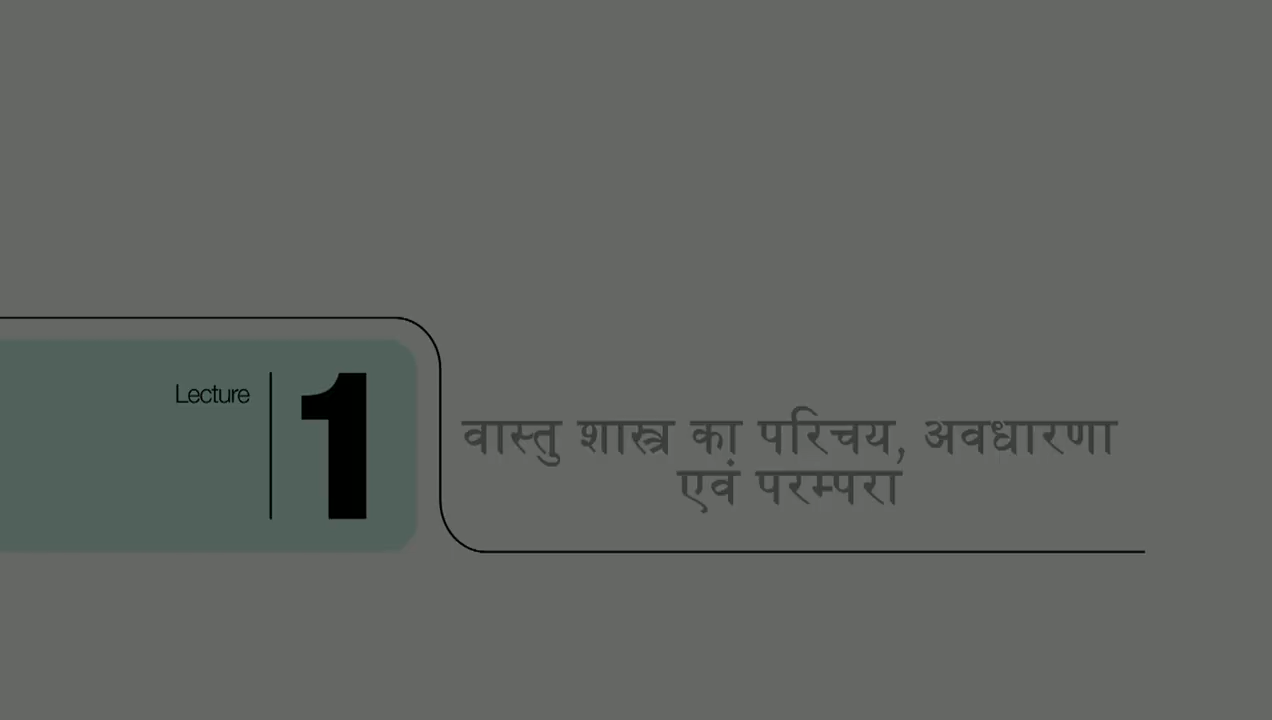 Lecture
1
वास्तु शास्त्र का परिचय, अवधारणा
एवं परम्परा